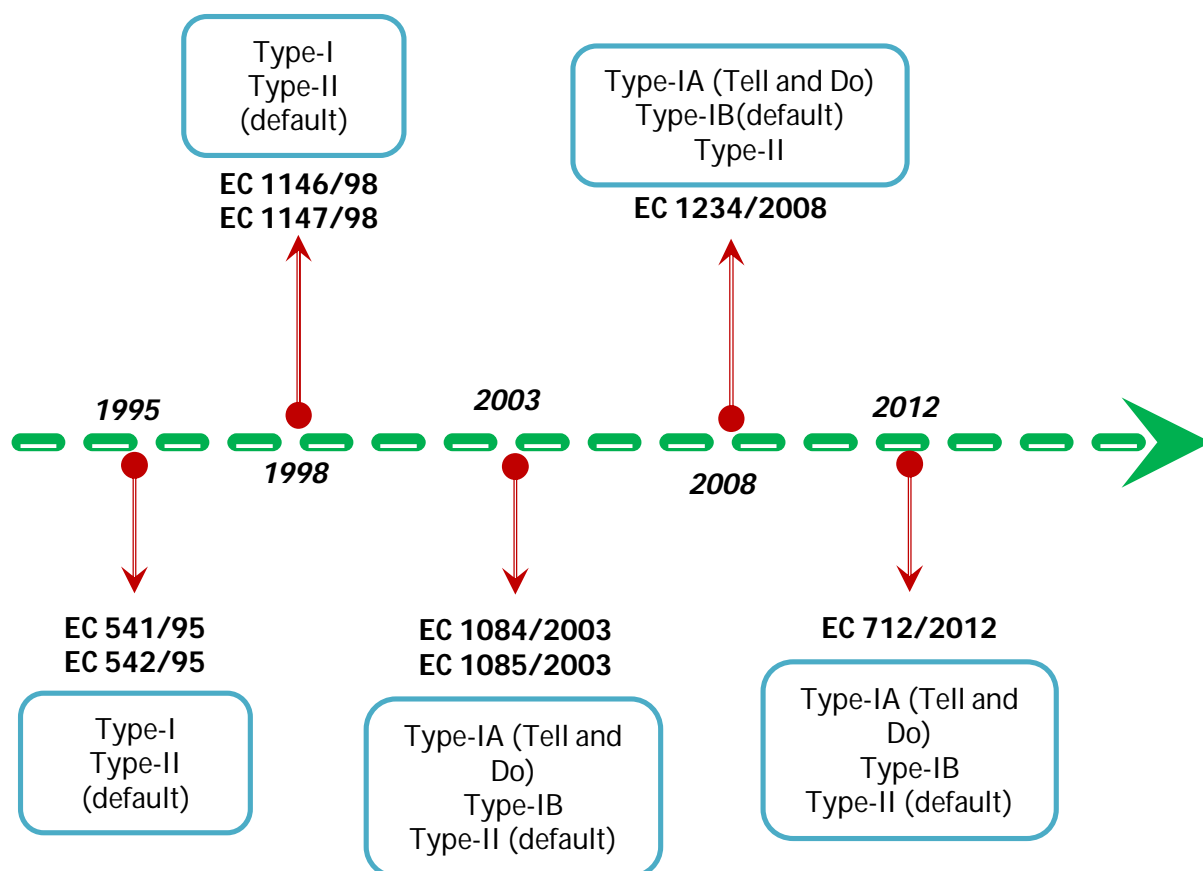 Type-I
Type-II
(default)
EC 1146/98
EC 1147/98
Type-IA (Tell and Do)
Type-IB(default)
Type-II
EC 1234/2008
1995
1998
2003
2008
2012
EC 541/95
EC 542/95
Type-I
Type-II
(default)
EC 1084/2003
EC 1085/2003
Type-IA (Tell and
Do)
Type-IB
Type-II (default)
EC 712/2012
Type-IA (Tell and
Do)
Type-IB
Type-II (default)